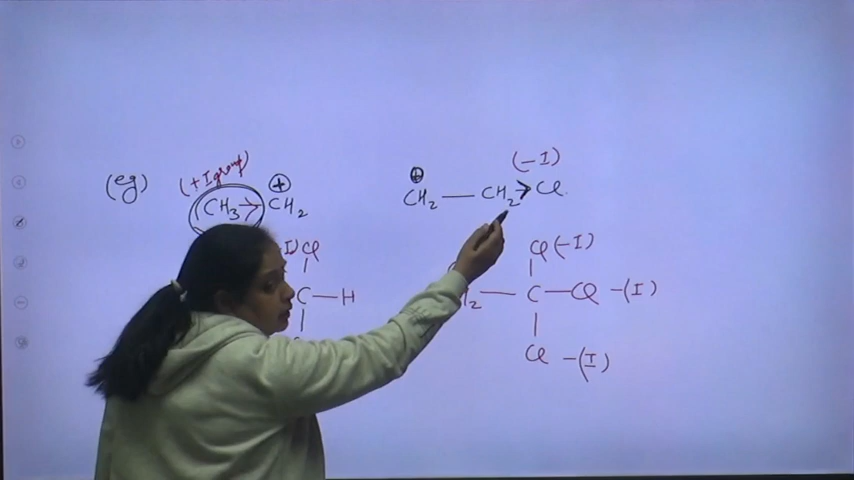 (eg) (+I group) CH₃ → CH₂ ⊕
⊕ CH₂ — CH₂ > Cl (−I)
I) Cl
C — H
Cl (−I)
H₂ — C — Cl −(I)
Cl −(I)